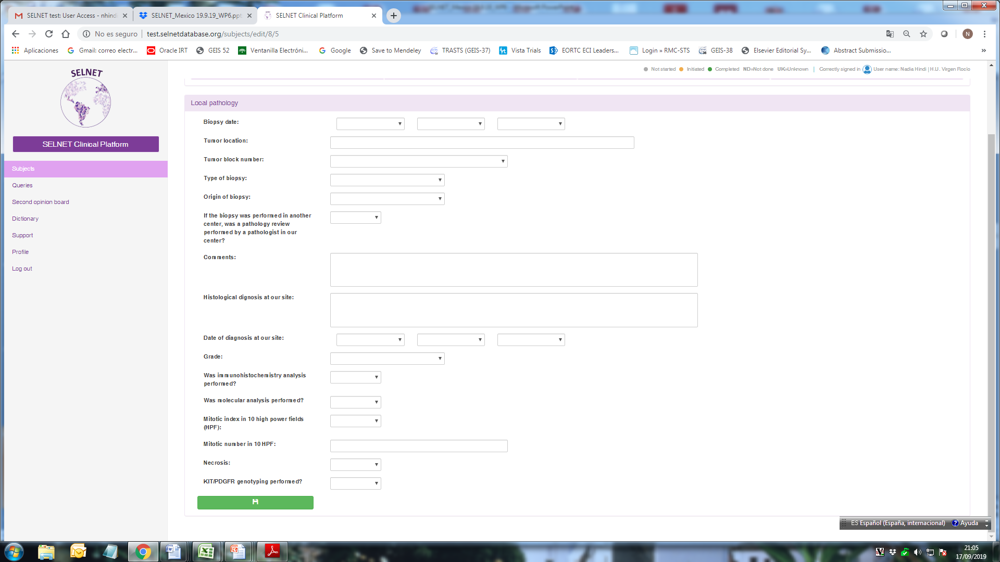 SELNET test: User Access - nhind
SELNET_Mexico 19.9.19_WP6.ppt
SELNET Clinical Platform
No es seguro
test.selnetdatabase.org/subjects/edit/8/5
N
Aplicaciones
Gmail: correo electr...
Oracle IRT
GEIS 52
Ventanilla Electróni...
Google
Save to Mendeley
TRASTS (GEIS-37)
Vista Trials
EORTC ECI Leaders...
Login » RMC-STS
GEIS-38
Elsevier Editorial Sy...
Abstract Submissio...
»
SELNET
Not started Initiated Completed ND=Not done UK=Unknown | Correctly signed in User name: Nadia Hindi | H.U. Virgen Rocio
SELNET Clinical Platform
Subjects
Queries
Second opinion board
Dictionary
Support
Profile
Log out
Local pathology
Biopsy date:
Tumor location:
Tumor block number:
Type of biopsy:
Origin of biopsy:
If the biopsy was performed in another
center, was a pathology review
performed by a pathologist in our
center?
Comments:
Histological dignosis at our site:
Date of diagnosis at our site:
Grade:
Was immunohistochemistry analysis
performed?
Was molecular analysis performed?
Mitotic index in 10 high power fields
(HPF):
Mitotic number in 10 HPF:
Necrosis:
KIT/PDGFR genotyping performed?
ES Español (España, internacional) Ayuda
21:05
17/09/2019